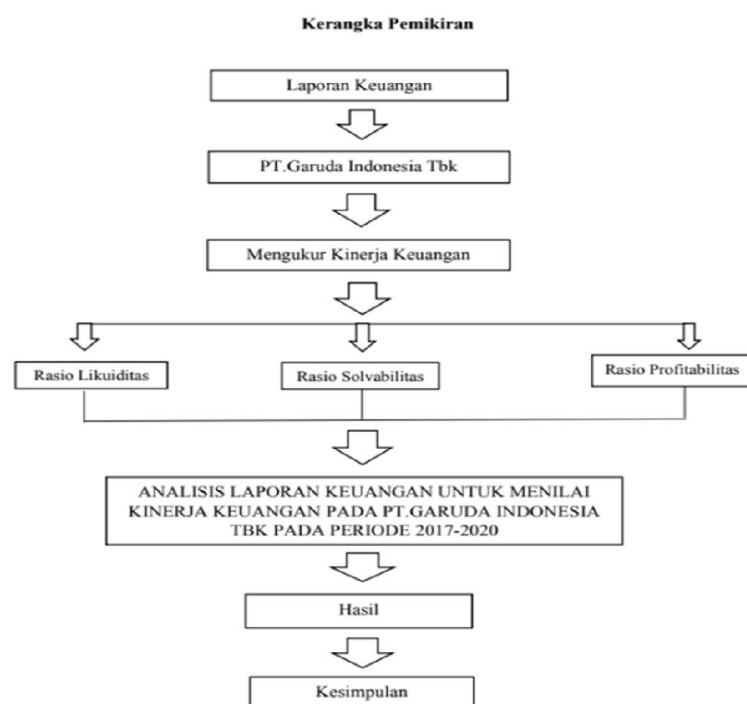 Kerangka Pemikiran
Laporan Keuangan
PT.Garuda Indonesia Tbk
Mengukur Kinerja Keuangan
Rasio Likuiditas
Rasio Solvabilitas
Rasio Profitabilitas
ANALISIS LAPORAN KEUANGAN UNTUK MENILAI
KINERJA KEUANGAN PADA PT.GARUDA INDONESIA
TBK PADA PERIODE 2017-2020
Hasil
Kesimpulan